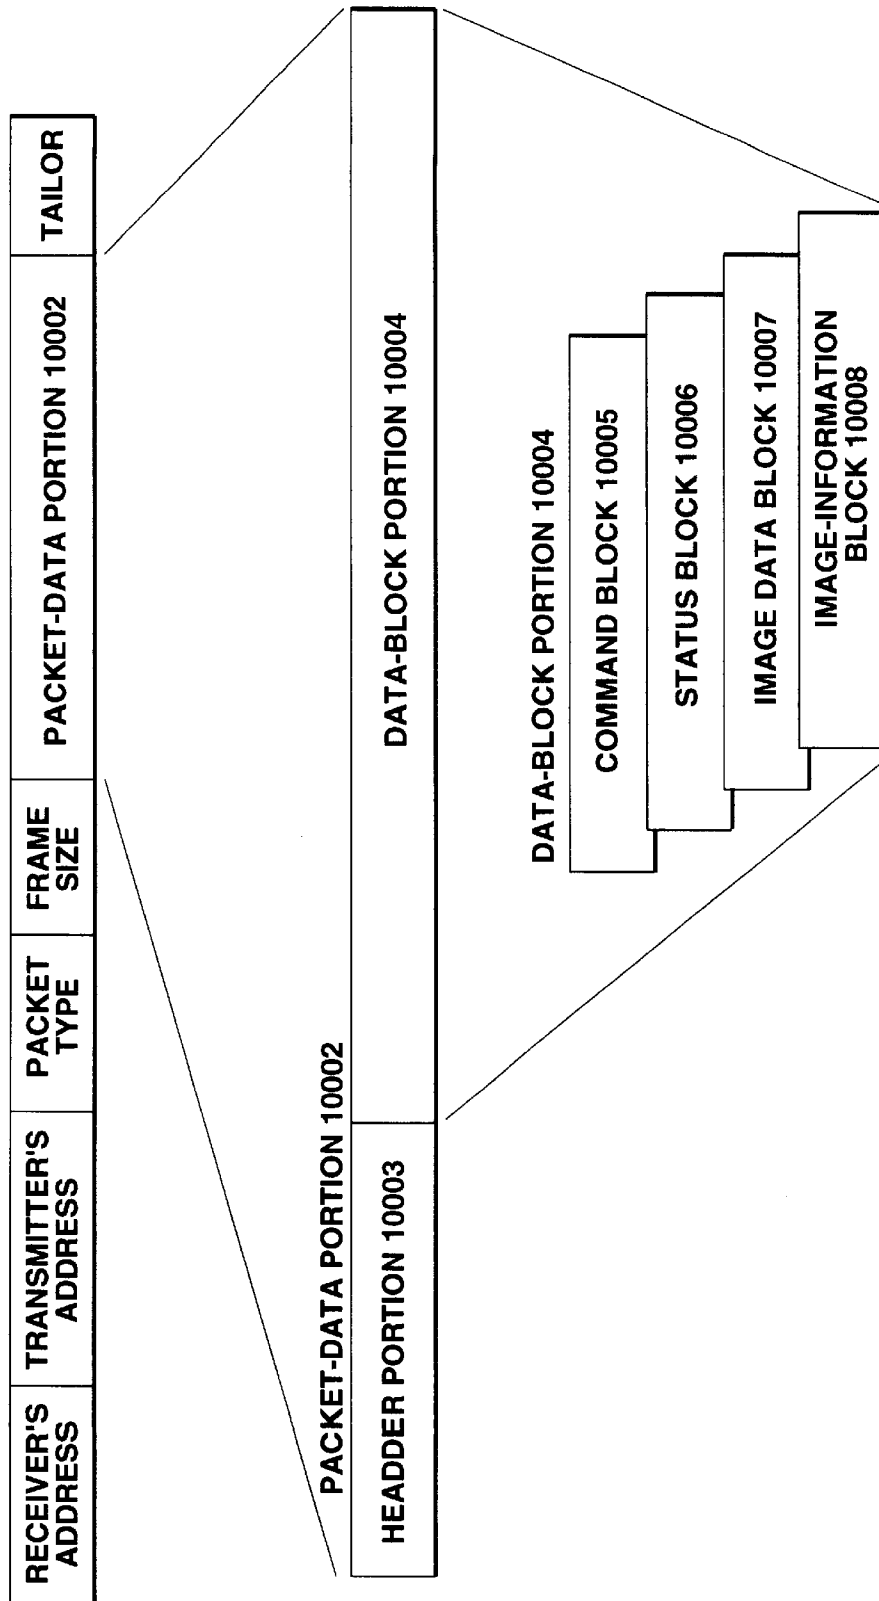 RECEIVER'S
ADDRESS
TRANSMITTER'S
ADDRESS
PACKET
TYPE
FRAME
SIZE
PACKET-DATA PORTION 10002
TAILOR
PACKET-DATA PORTION 10002
HEADDER PORTION 10003
DATA-BLOCK PORTION 10004
DATA-BLOCK PORTION 10004
COMMAND BLOCK 10005
STATUS BLOCK 10006
IMAGE DATA BLOCK 10007
IMAGE-INFORMATION
BLOCK 10008